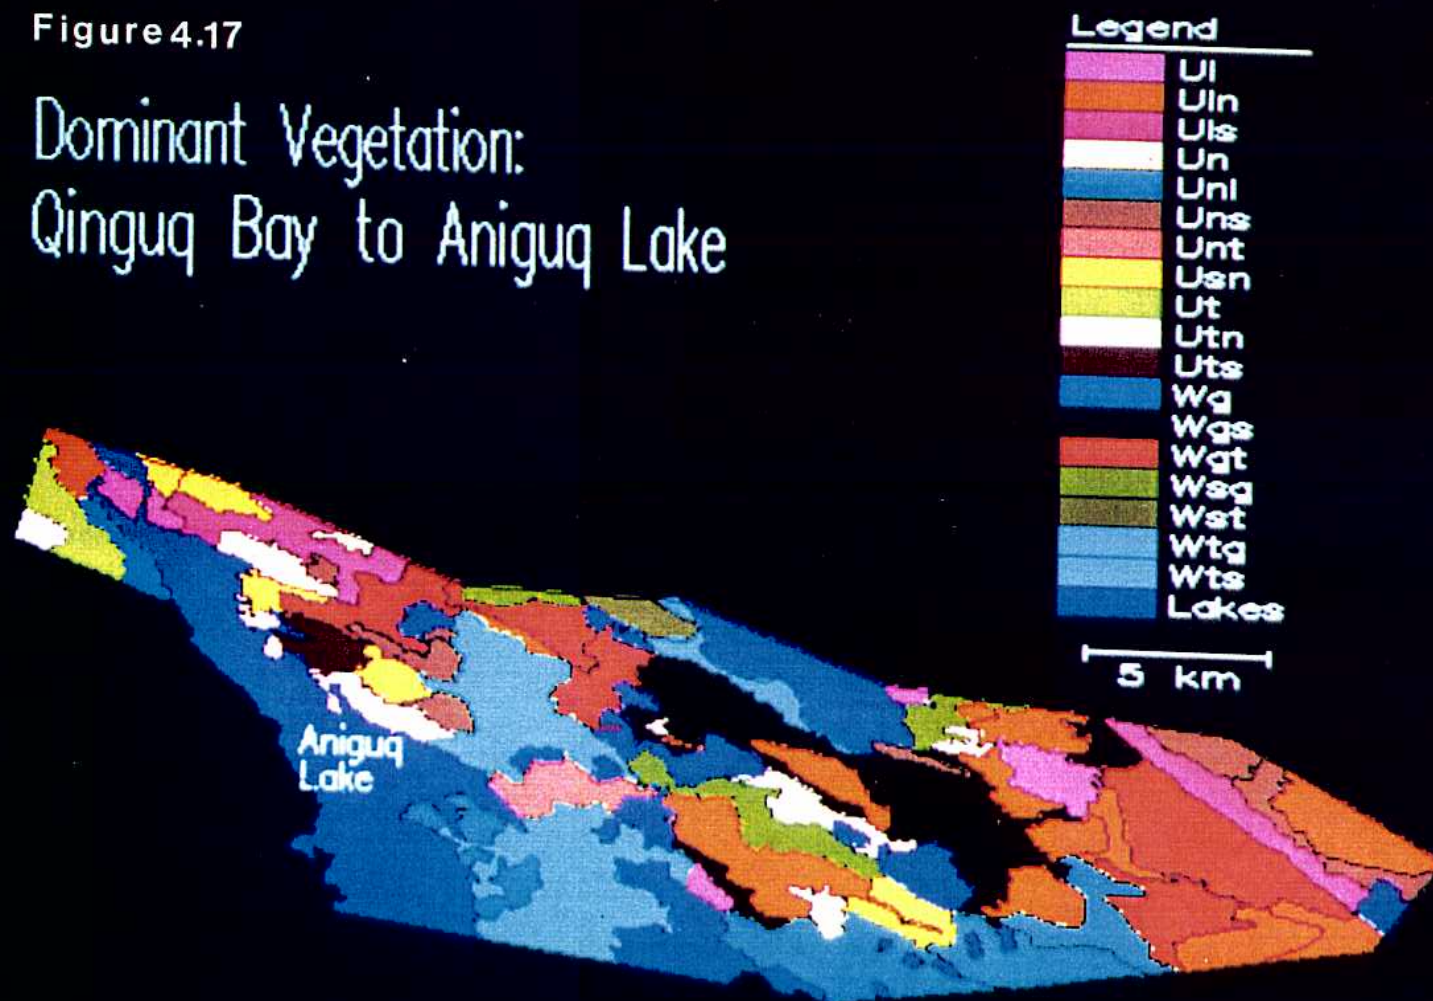 Figure 4.17
Dominant Vegetation:
Qinguq Bay to Aniguq Lake
Legend
Ul
Uln
Uls
Un
Unl
Uns
Unt
Usn
Ut
Utn
Uts
Wg
Wgs
Wgt
Wsg
Wst
Wtg
Wts
Lakes
5 km
Aniguq
Lake